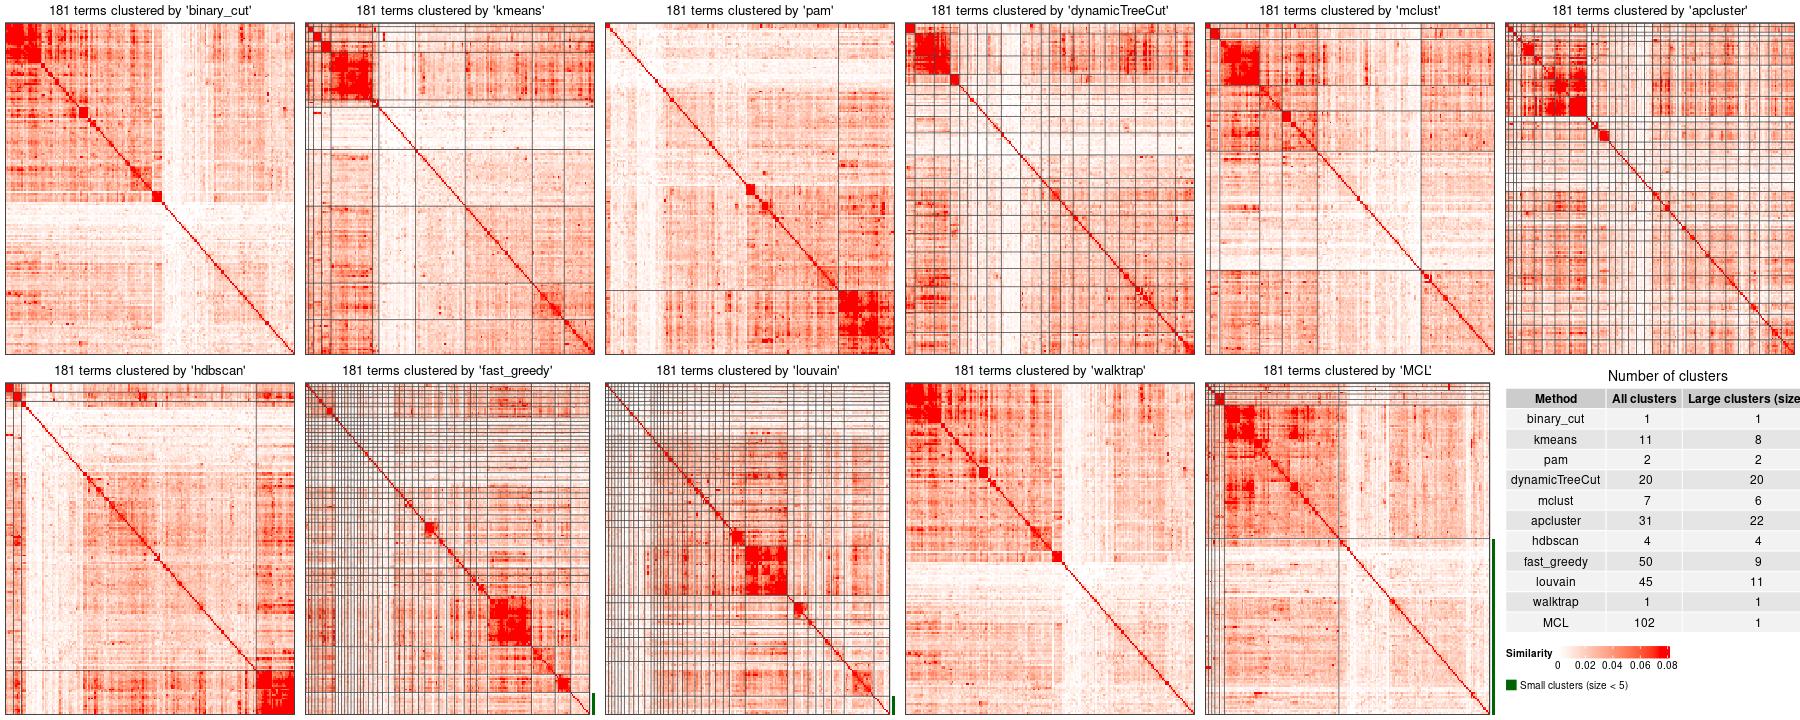 181 terms clustered by 'binary_cut'
181 terms clustered by 'kmeans'
181 terms clustered by 'pam'
181 terms clustered by 'dynamicTreeCut'
181 terms clustered by 'mclust'
181 terms clustered by 'apcluster'
181 terms clustered by 'hdbscan'
181 terms clustered by 'fast_greedy'
181 terms clustered by 'louvain'
181 terms clustered by 'walktrap'
181 terms clustered by 'MCL'
Number of clusters
Method All clusters Large clusters (size
binary_cut 1 1
kmeans 11 8
pam 2 2
dynamicTreeCut 20 20
mclust 7 6
apcluster 31 22
hdbscan 4 4
fast_greedy 50 9
louvain 45 11
walktrap 1 1
MCL 102 1
Similarity
0 0.02 0.04 0.06 0.08
Small clusters (size < 5)